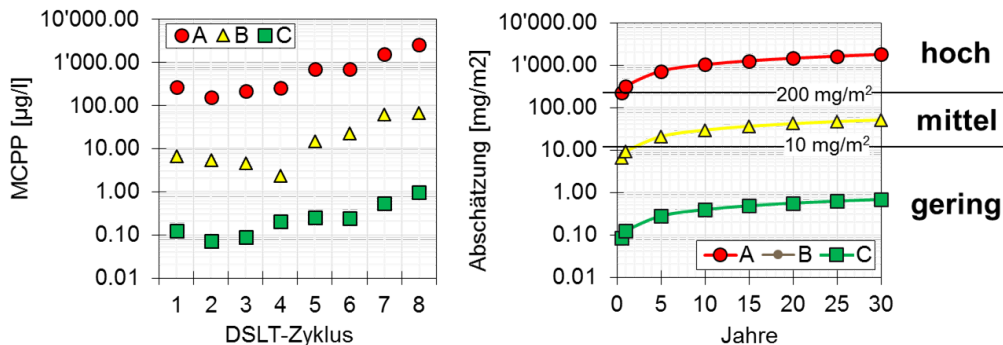 MCPP [µg/l]
10'000.00
1'000.00
100.00
10.00
1.00
0.10
0.01
A B C
1 2 3 4 5 6 7 8
DSLT-Zyklus
Abschätzung [mg/m2]
10'000.00
1'000.00
100.00
10.00
1.00
0.10
0.01
200 mg/m²
10 mg/m²
A B C
0 5 10 15 20 25 30
Jahre
hoch
mittel
gering